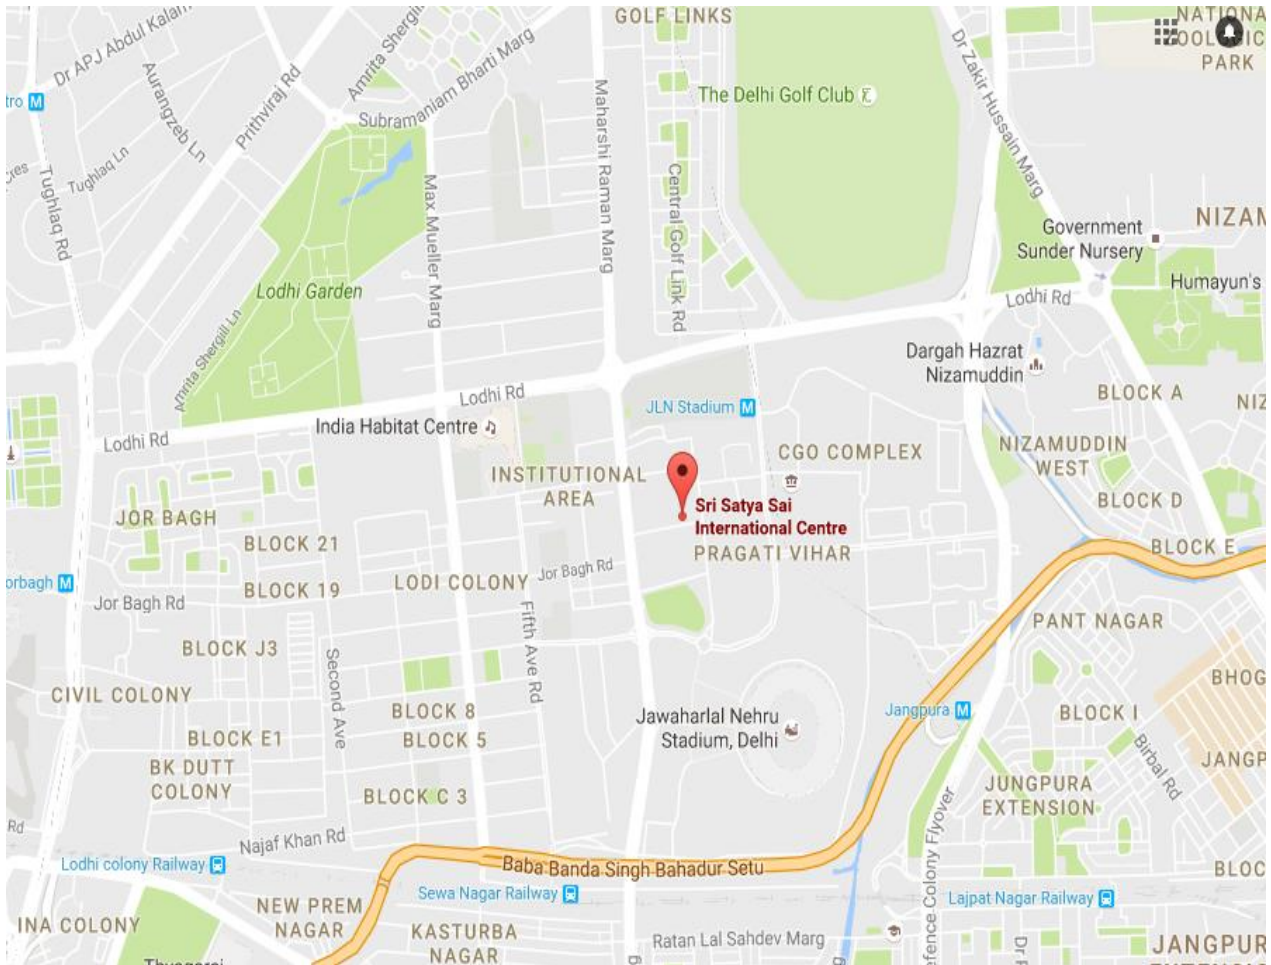 GOLF LINKS
NATIONA
OOLOGIC
PARK
Dr APJ Abdul Kalam
Amrita Shergil
Subramaniam Bharti Marg
Dr Zakir Hussain Marg
tro
Aurangzeb Ln
Prithviraj Rd
Maharshi Raman Marg
The Delhi Golf Club
Tughlaq Ln
cres
Tughlaq Rd
Max Mueller Marg
Central Golf Link Rd
NIZAM
Government
Sunder Nursery
Humayun's
Lodhi Garden
Lodhi Rd
Amrita Shergill Ln
Dargah Hazrat
Nizamuddin
BLOCK A
NIZ
Lodhi Rd
JLN Stadium
India Habitat Centre
Lodhi Rd
CGO COMPLEX
NIZAMUDDIN
WEST
INSTITUTIONAL
AREA
BLOCK D
Sri Satya Sai
International Centre
JOR BAGH
BLOCK 21
PRAGATI VIHAR
BLOCK E
orbagh
BLOCK 19
LODI COLONY
Jor Bagh Rd
Jor Bagh Rd
Fifth Ave Rd
PANT NAGAR
BLOCK J3
Second Ave
BHOG
CIVIL COLONY
BLOCK 8
Jawaharlal Nehru
Stadium, Delhi
Jangpura
BLOCK I
BLOCK E1
BLOCK 5
Birbal Rd
BK DUTT
COLONY
JANGP
BLOCK C 3
JUNGPURA
EXTENSION
Rd
Najaf Khan Rd
efence Colony Flyover
Lodhi colony Railway
Baba Banda Singh Bahadur Setu
BLOC
Sewa Nagar Railway
Lajpat Nagar Railway
INA COLONY
NEW PREM
NAGAR
KASTURBA
NAGAR
Ratan Lal Sahdev Marg
JANGPUR